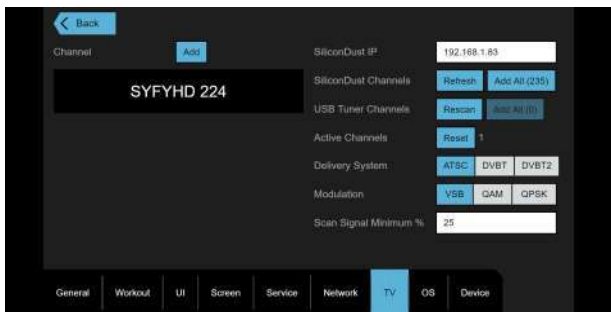 Back
Channel
Add
SYFYHD 224
SiliconDust IP
192.168.1.83
SiliconDust Channels
Refresh
Add All (235)
USB Tuner Channels
Rescan
Add All (0)
Active Channels
Reset
1
Delivery System
ATSC
DVBT
DVBT2
Modulation
VSB
QAM
QPSK
Scan Signal Minimum %
25
General
Workout
UI
Screen
Service
Network
TV
OS
Device